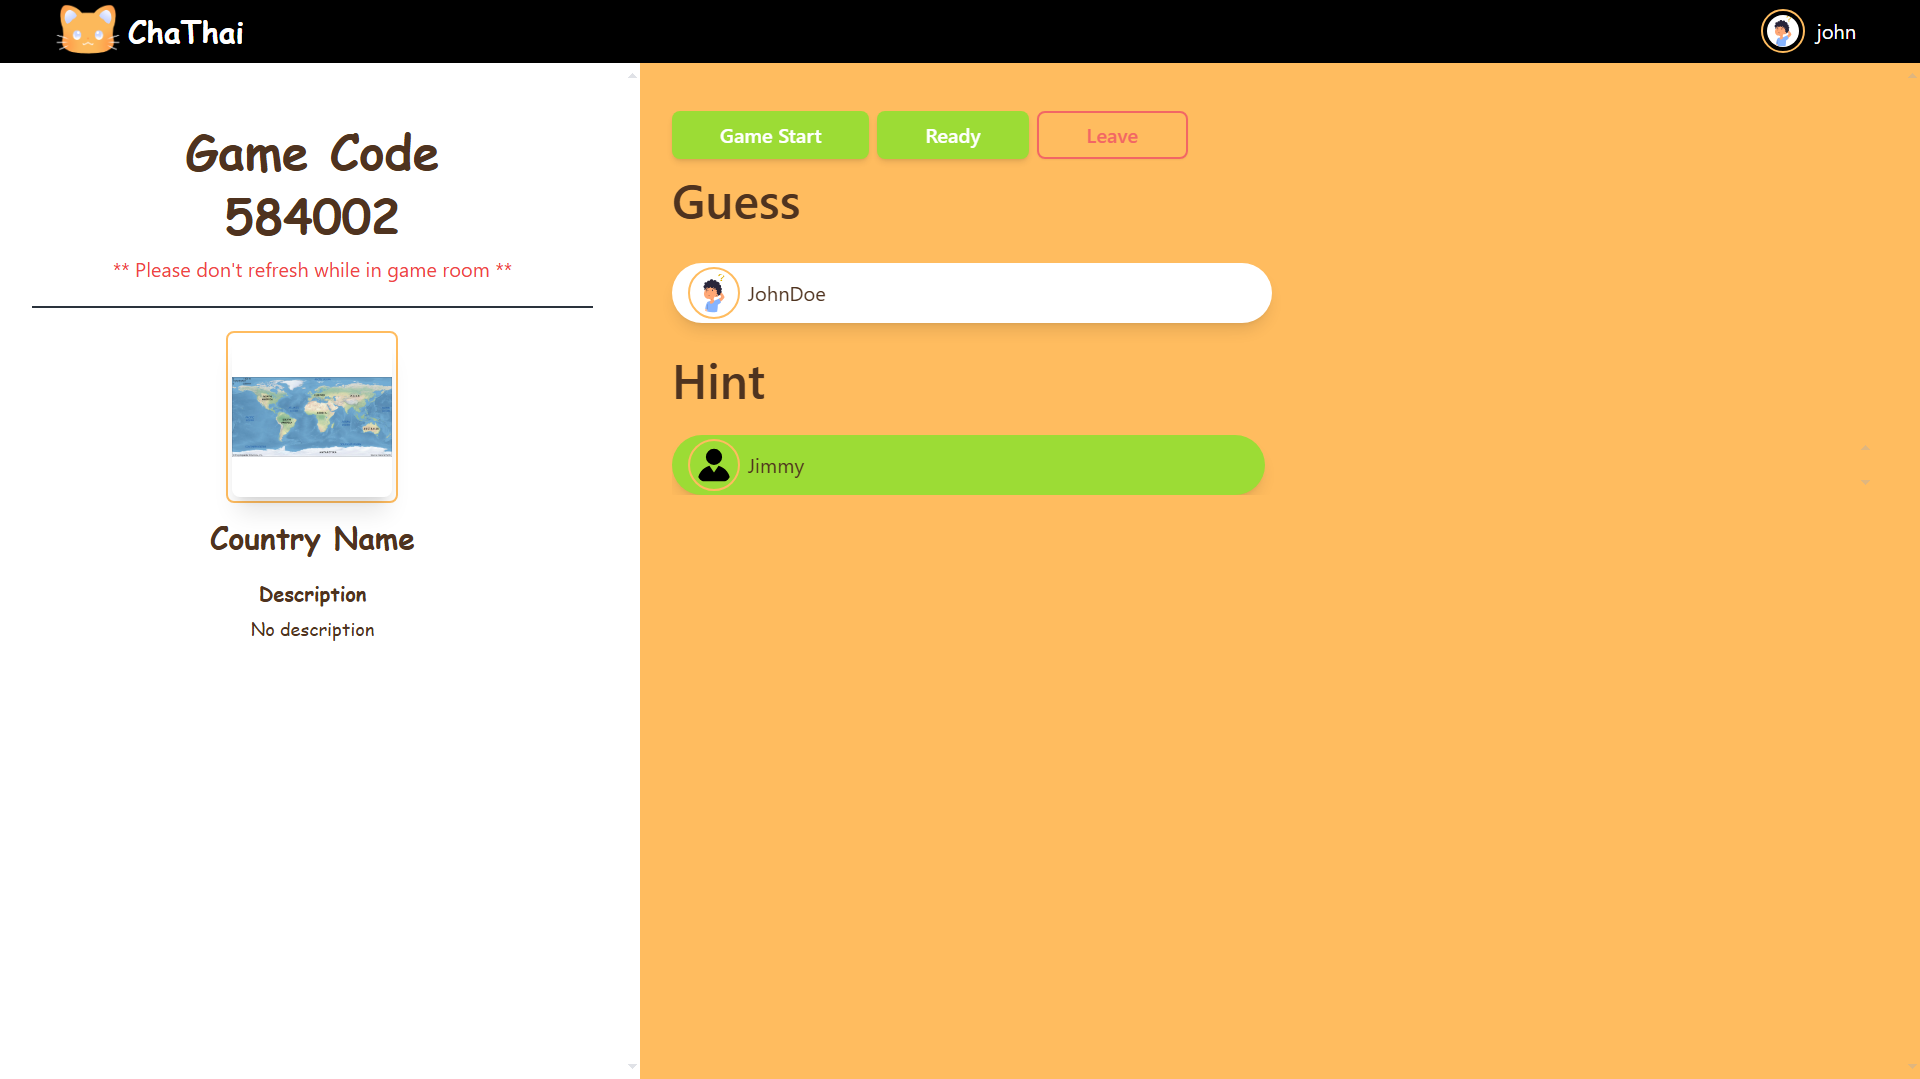 ChaThai
john
Game Code
584002
** Please don't refresh while in game room **
Country Name
Description
No description
Game Start
Ready
Leave
Guess
JohnDoe
Hint
Jimmy